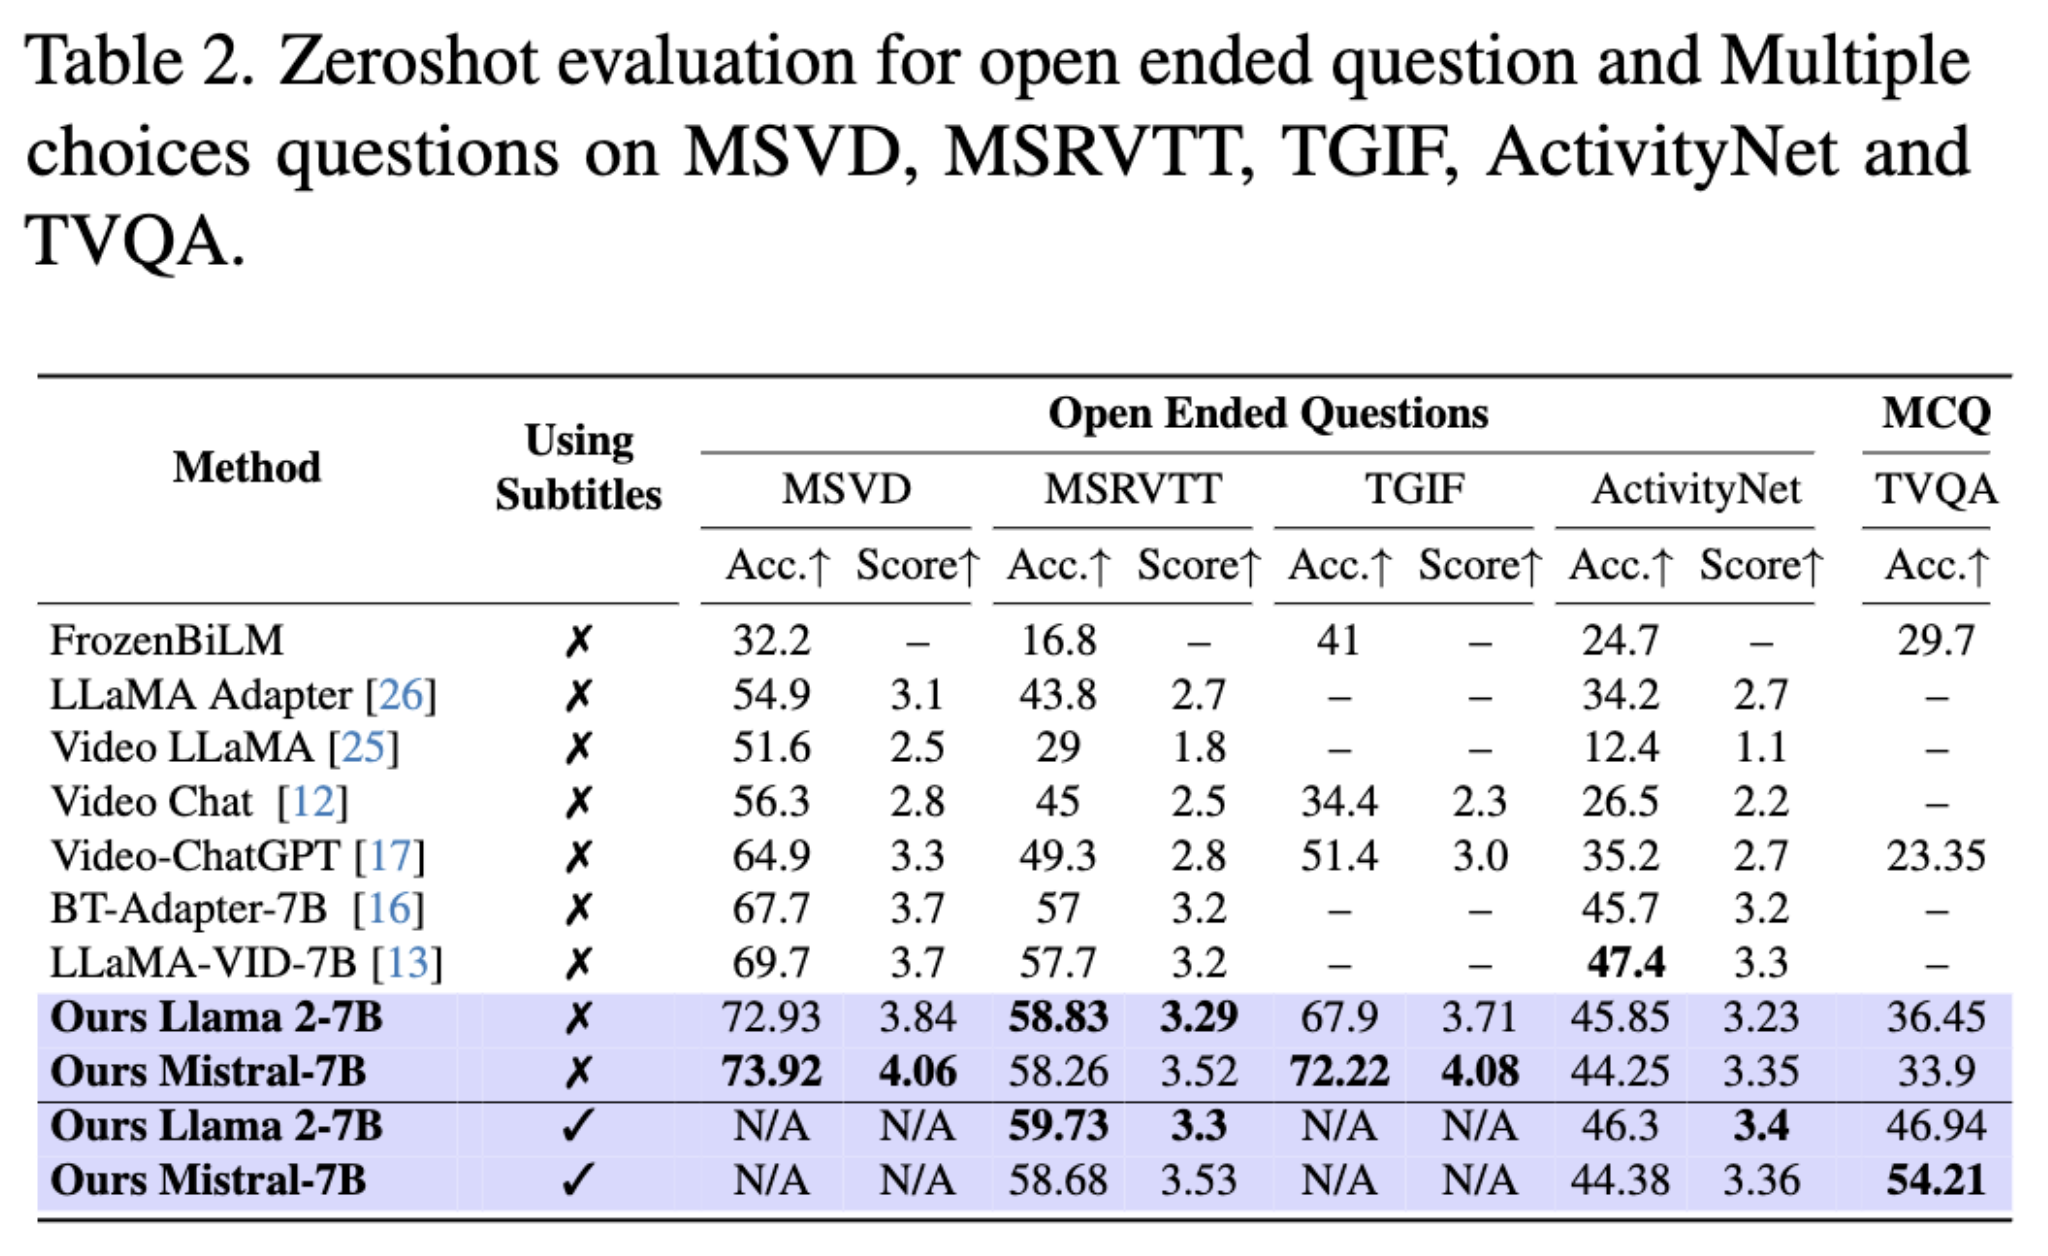 Table 2. Zeroshot evaluation for open ended question and Multiple
choices questions on MSVD, MSRVTT, TGIF, ActivityNet and
TVQA.
Method Using Subtitles Open Ended Questions MCQ
MSVD MSRVTT TGIF ActivityNet TVQA
Acc.↑ Score↑ Acc.↑ Score↑ Acc.↑ Score↑ Acc.↑ Score↑ Acc.↑
FrozenBiLM ✗ 32.2 – 16.8 – 41 – 24.7 – 29.7
LLaMA Adapter [26] ✗ 54.9 3.1 43.8 2.7 – – 34.2 2.7 –
Video LLaMA [25] ✗ 51.6 2.5 29 1.8 – – 12.4 1.1 –
Video Chat [12] ✗ 56.3 2.8 45 2.5 34.4 2.3 26.5 2.2 –
Video-ChatGPT [17] ✗ 64.9 3.3 49.3 2.8 51.4 3.0 35.2 2.7 23.35
BT-Adapter-7B [16] ✗ 67.7 3.7 57 3.2 – – 45.7 3.2 –
LLaMA-VID-7B [13] ✗ 69.7 3.7 57.7 3.2 – – 47.4 3.3 –
Ours Llama 2-7B ✗ 72.93 3.84 58.83 3.29 67.9 3.71 45.85 3.23 36.45
Ours Mistral-7B ✗ 73.92 4.06 58.26 3.52 72.22 4.08 44.25 3.35 33.9
Ours Llama 2-7B ✓ N/A N/A 59.73 3.3 N/A N/A 46.3 3.4 46.94
Ours Mistral-7B ✓ N/A N/A 58.68 3.53 N/A N/A 44.38 3.36 54.21